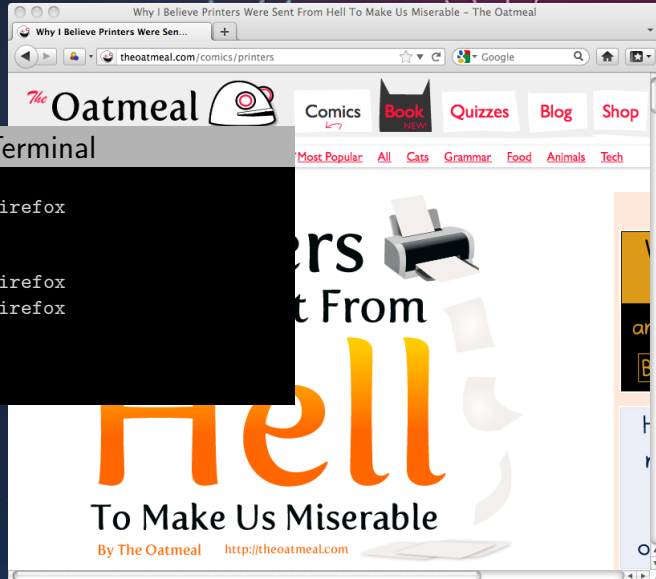 Why I Believe Printers Were Sent From Hell To Make Us Miserable – The Oatmeal
Why I Believe Printers Were Sen...
theoatmeal.com/comics/printers
Google
The Oatmeal
Comics
Book
NEW!
Quizzes
Blog
Shop
Most Popular All Cats Grammar Food Animals Tech
Terminal
irefox
irefox
irefox
ers
t From
Hell
To Make Us Miserable
By The Oatmeal http://theoatmeal.com